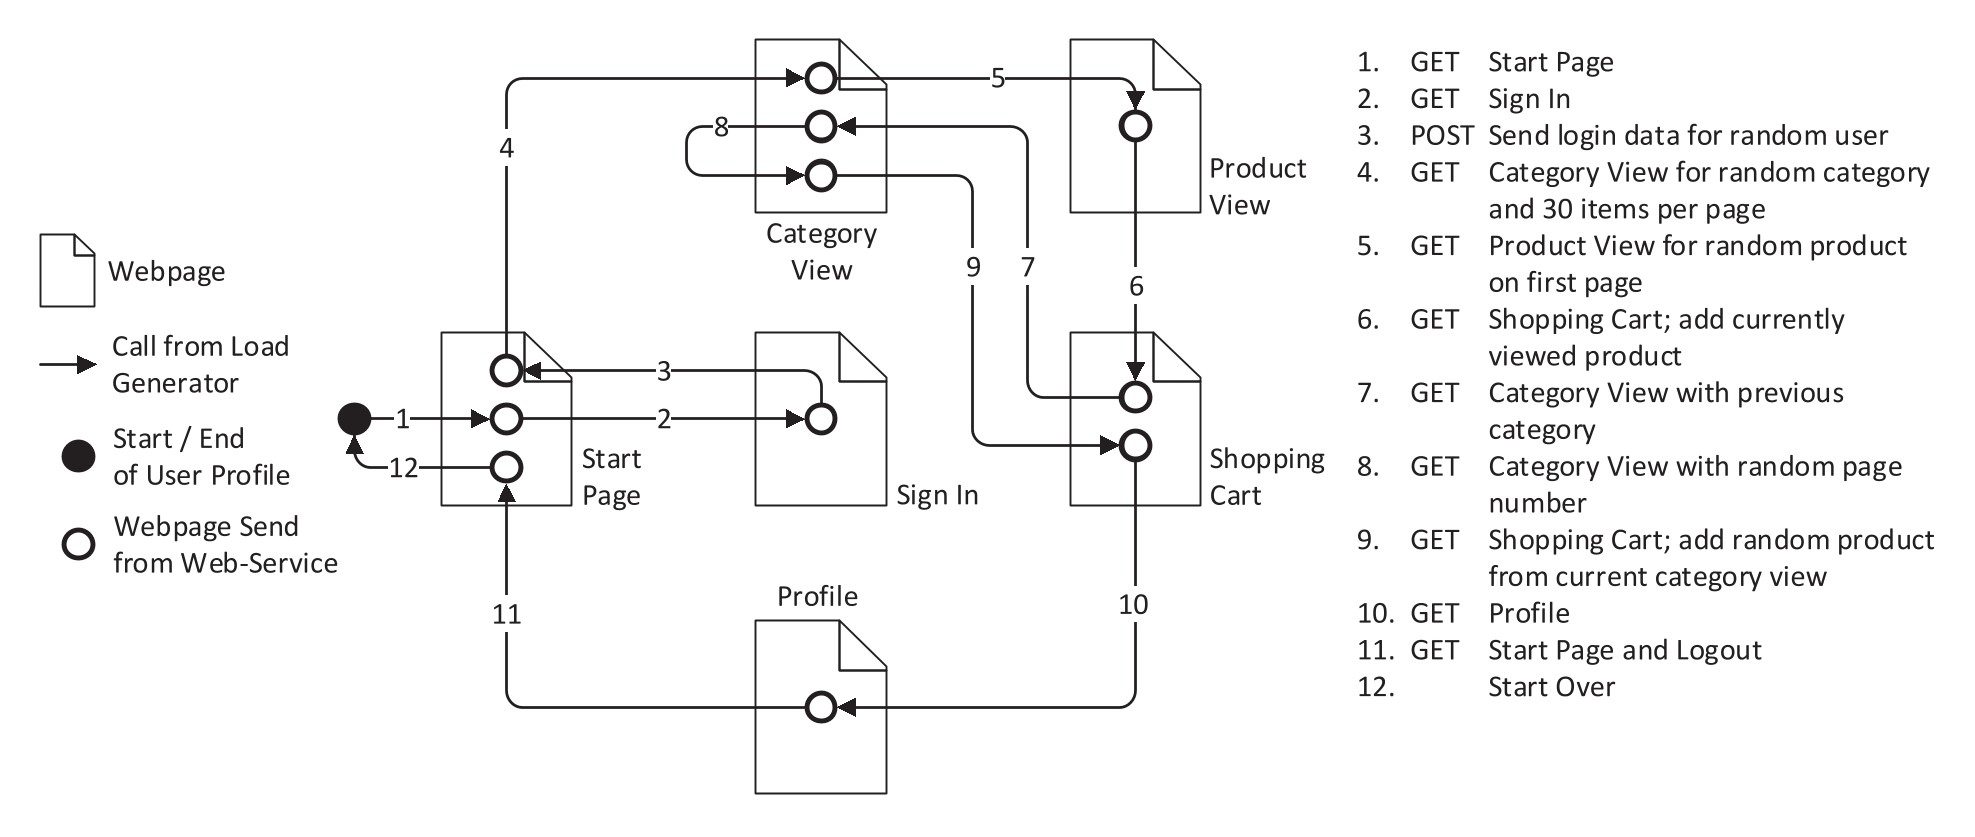 Webpage
Call from Load
Generator
Start / End
of User Profile
Webpage Send
from Web-Service
4
8
5
Category
View
Product
View
9
7
6
1
12
3
2
Start
Page
Sign In
Shopping
Cart
11
Profile
10
1. GET Start Page
2. GET Sign In
3. POST Send login data for random user
4. GET Category View for random category
and 30 items per page
5. GET Product View for random product
on first page
6. GET Shopping Cart; add currently
viewed product
7. GET Category View with previous
category
8. GET Category View with random page
number
9. GET Shopping Cart; add random product
from current category view
10. GET Profile
11. GET Start Page and Logout
12. Start Over